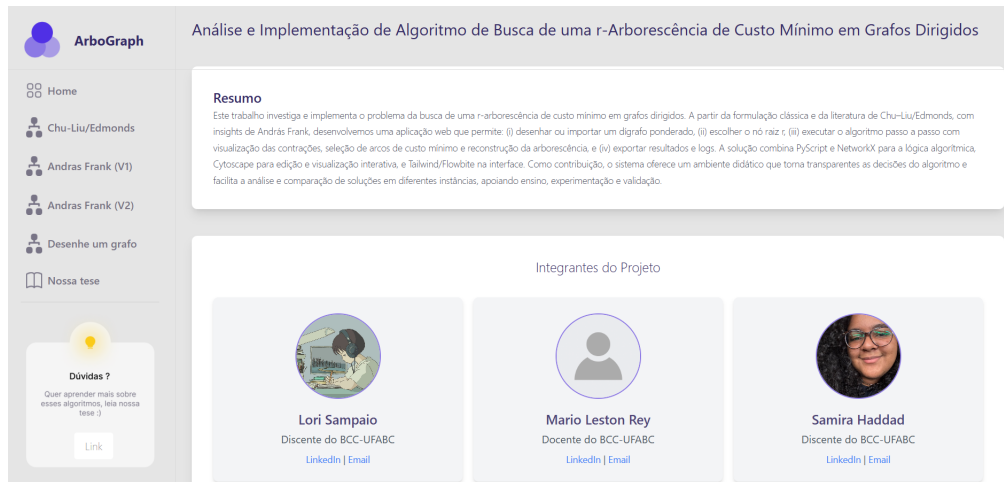 ArboGraph
Home
Chu-Liu/Edmonds
Andras Frank (V1)
Andras Frank (V2)
Desenhe um grafo
Nossa tese
Dúvidas ?
Quer aprender mais sobre
esses algoritmos, leia nossa
tese :)
Link
Análise e Implementação de Algoritmo de Busca de uma r-Arborescência de Custo Mínimo em Grafos Dirigidos
Resumo
Este trabalho investiga e implementa o problema da busca de uma r-arborescência de custo mínimo em grafos dirigidos. A partir da formulação clássica e da literatura de Chu–Liu/Edmonds, com
insights de András Frank, desenvolvemos uma aplicação web que permite: (i) desenhar ou importar um digrafo ponderado, (ii) escolher o nó raiz r, (iii) executar o algoritmo passo a passo com
visualização das contrações, seleção de arcos de custo mínimo e reconstrução da arborescência, e (iv) exportar resultados e logs. A solução combina PyScript e NetworkX para a lógica algorítmica,
Cytoscape para edição e visualização interativa, e Tailwind/Flowbite na interface. Como contribuição, o sistema oferece um ambiente didático que torna transparentes as decisões do algoritmo e
facilita a análise e comparação de soluções em diferentes instâncias, apoiando ensino, experimentação e validação.
Integrantes do Projeto
Lori Sampaio
Discente do BCC-UFABC
LinkedIn | Email
Mario Leston Rey
Docente do BCC-UFABC
LinkedIn | Email
Samira Haddad
Discente do BCC-UFABC
LinkedIn | Email